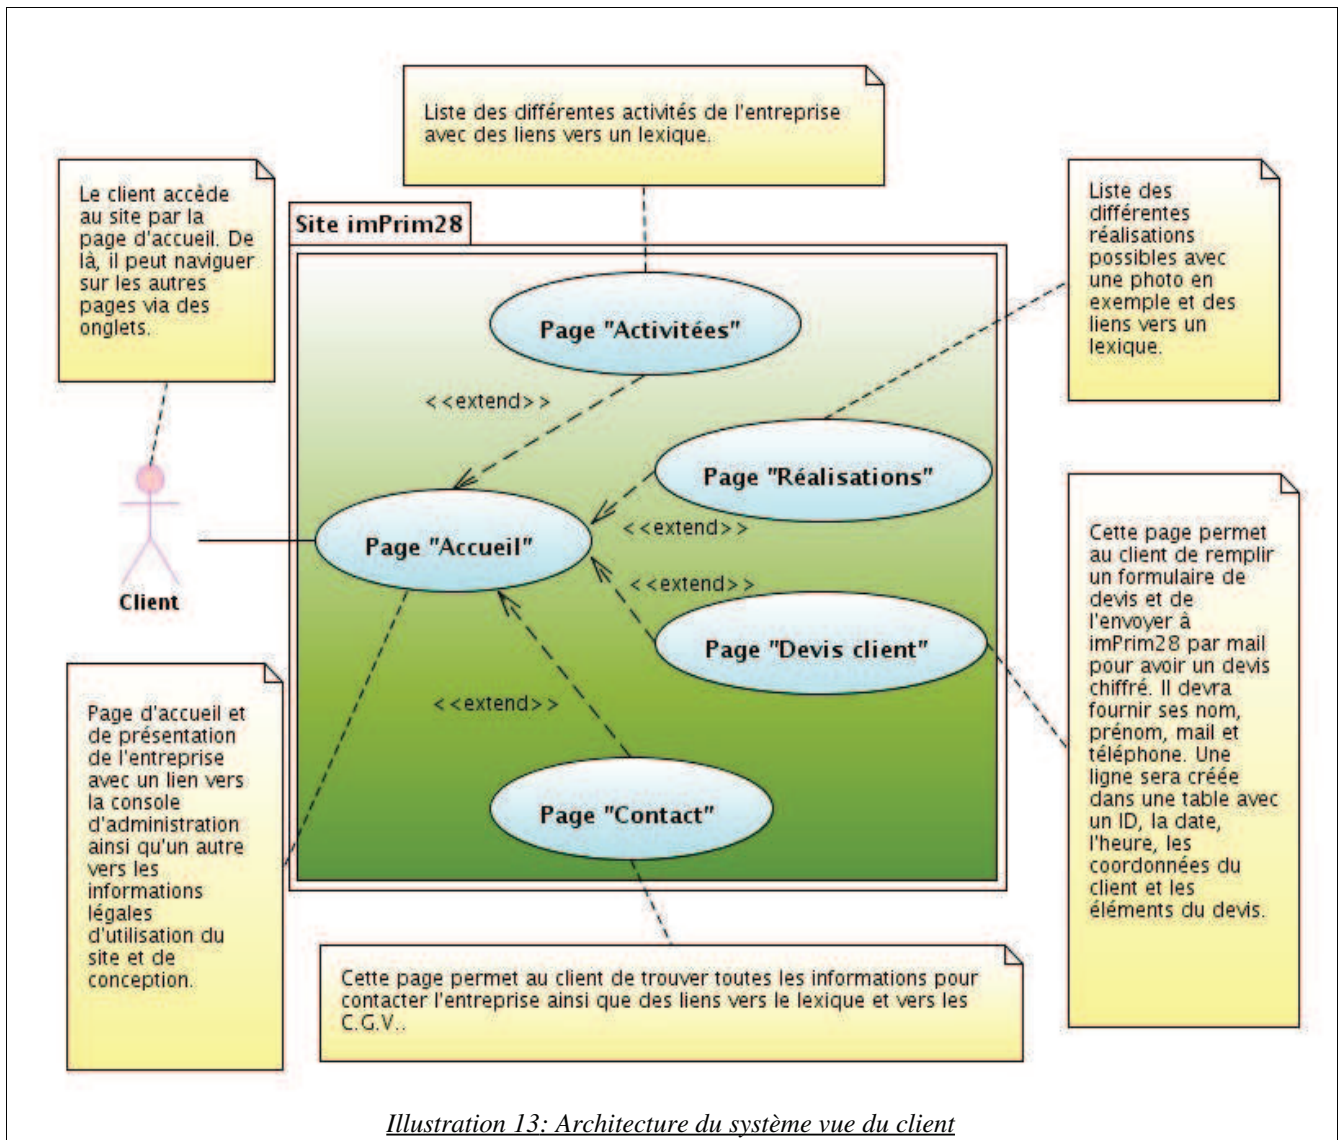 Liste des différentes activités de l'entreprise
avec des liens vers un lexique.
Le client accède
au site par la
page d'accueil. De
là, il peut naviguer
sur les autres
pages via des
onglets.
Liste des
différentes
réalisations
possibles avec
une photo en
exemple et des
liens vers un
lexique.
Site imPrim28
Page "Activitées"
<<extend>>
Page "Réalisations"
<<extend>>
Page "Accueil"
<<extend>>
Client
Page "Devis client"
<<extend>>
Page "Contact"
Cette page permet
au client de remplir
un formulaire de
devis et de
l'envoyer à
imPrim28 par mail
pour avoir un devis
chiffré. Il devra
fournir ses nom,
prénom, mail et
téléphone. Une
ligne sera créée
dans une table avec
un ID, la date,
l'heure, les
coordonnées du
client et les
éléments du devis.
Page d'accueil et
de présentation
de l'entreprise
avec un lien vers
la console
d'administration
ainsi qu'un autre
vers les
informations
légales
d'utilisation du
site et de
conception.
Cette page permet au client de trouver toutes les informations pour
contacter l'entreprise ainsi que des liens vers le lexique et vers les
C.G.V..
Illustration 13: Architecture du système vue du client